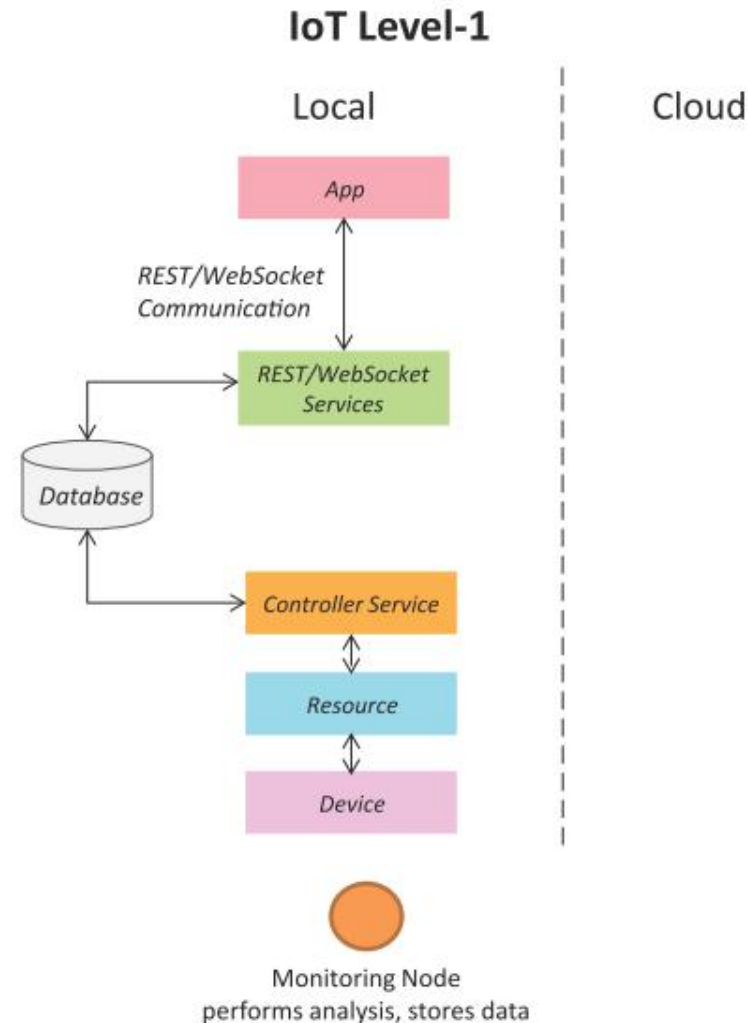 IoT Level-1
Local
Cloud
App
REST/WebSocket
Communication
REST/WebSocket
Services
Database
Controller Service
Resource
Device
Monitoring Node
performs analysis, stores data